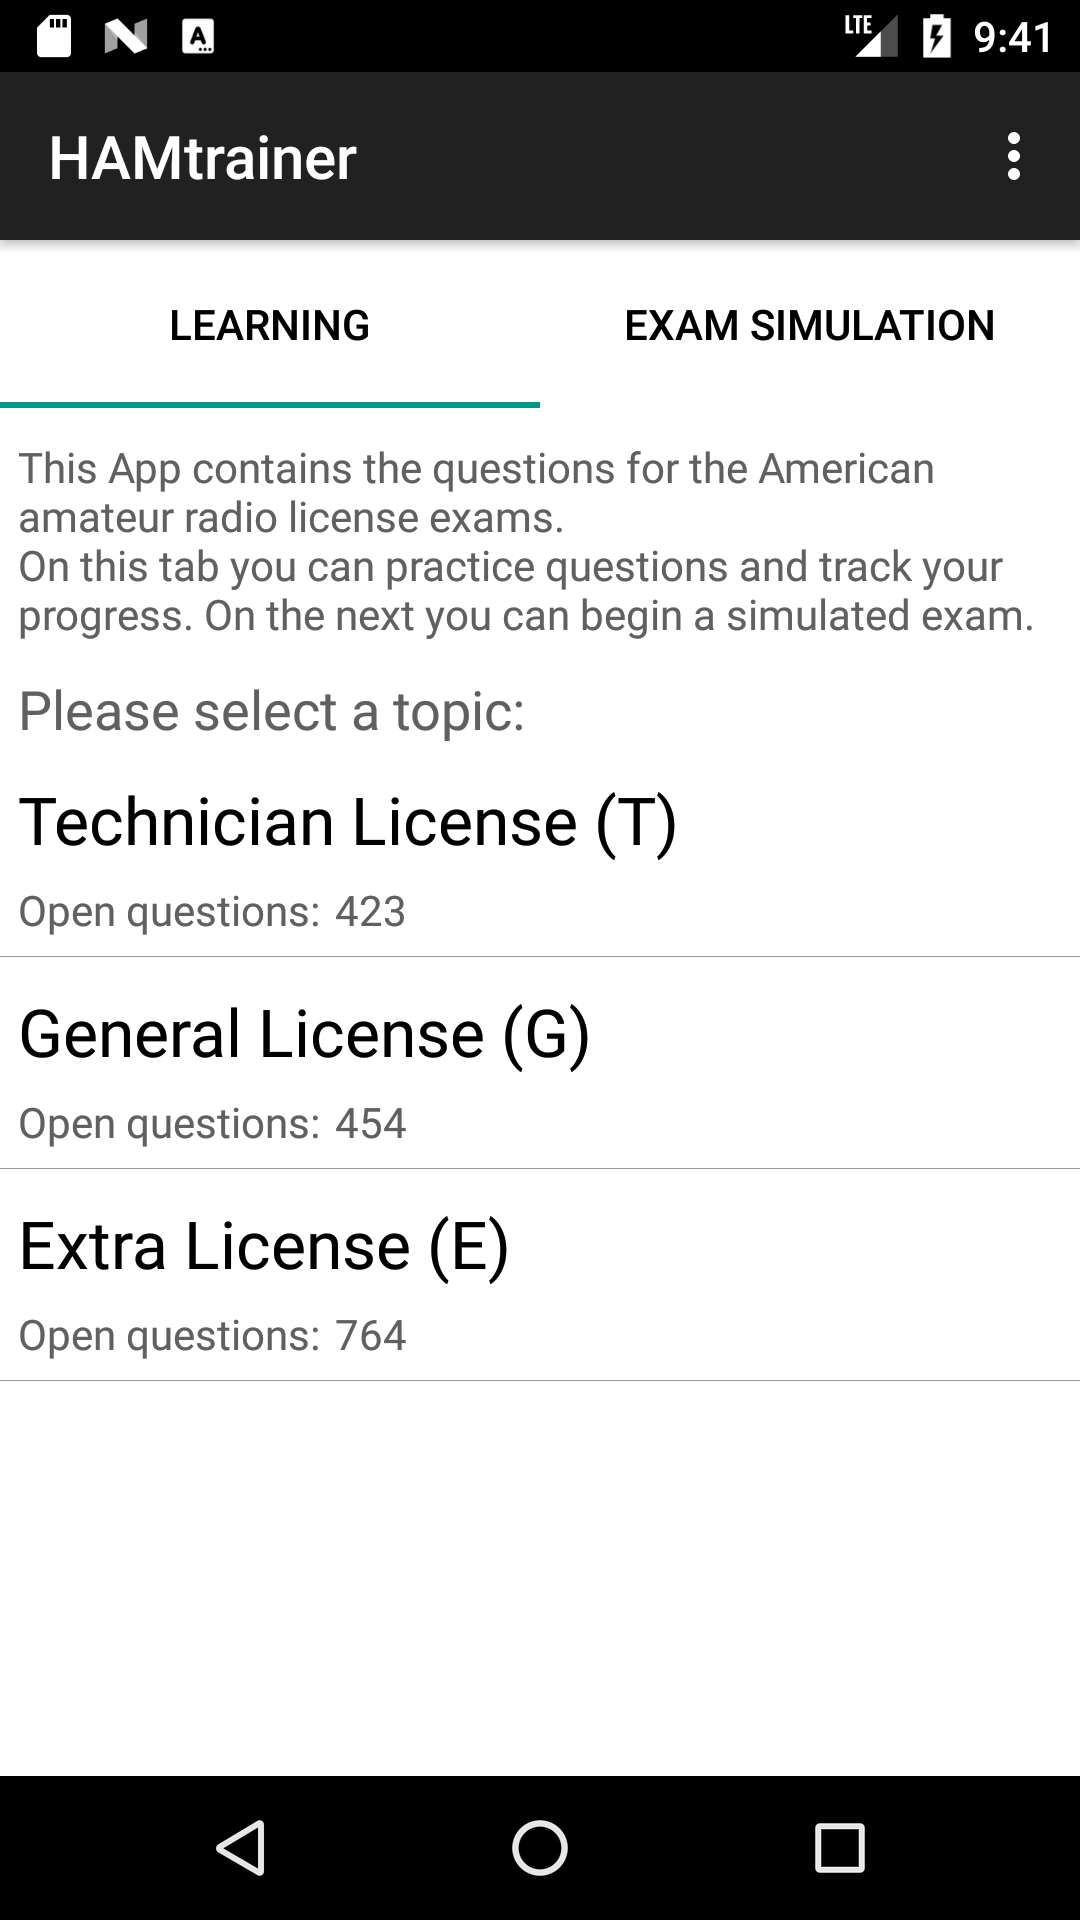 LTE 9:41
HAMtrainer
LEARNING EXAM SIMULATION
This App contains the questions for the American
amateur radio license exams.
On this tab you can practice questions and track your
progress. On the next you can begin a simulated exam.
Please select a topic:
Technician License (T)
Open questions: 423
General License (G)
Open questions: 454
Extra License (E)
Open questions: 764